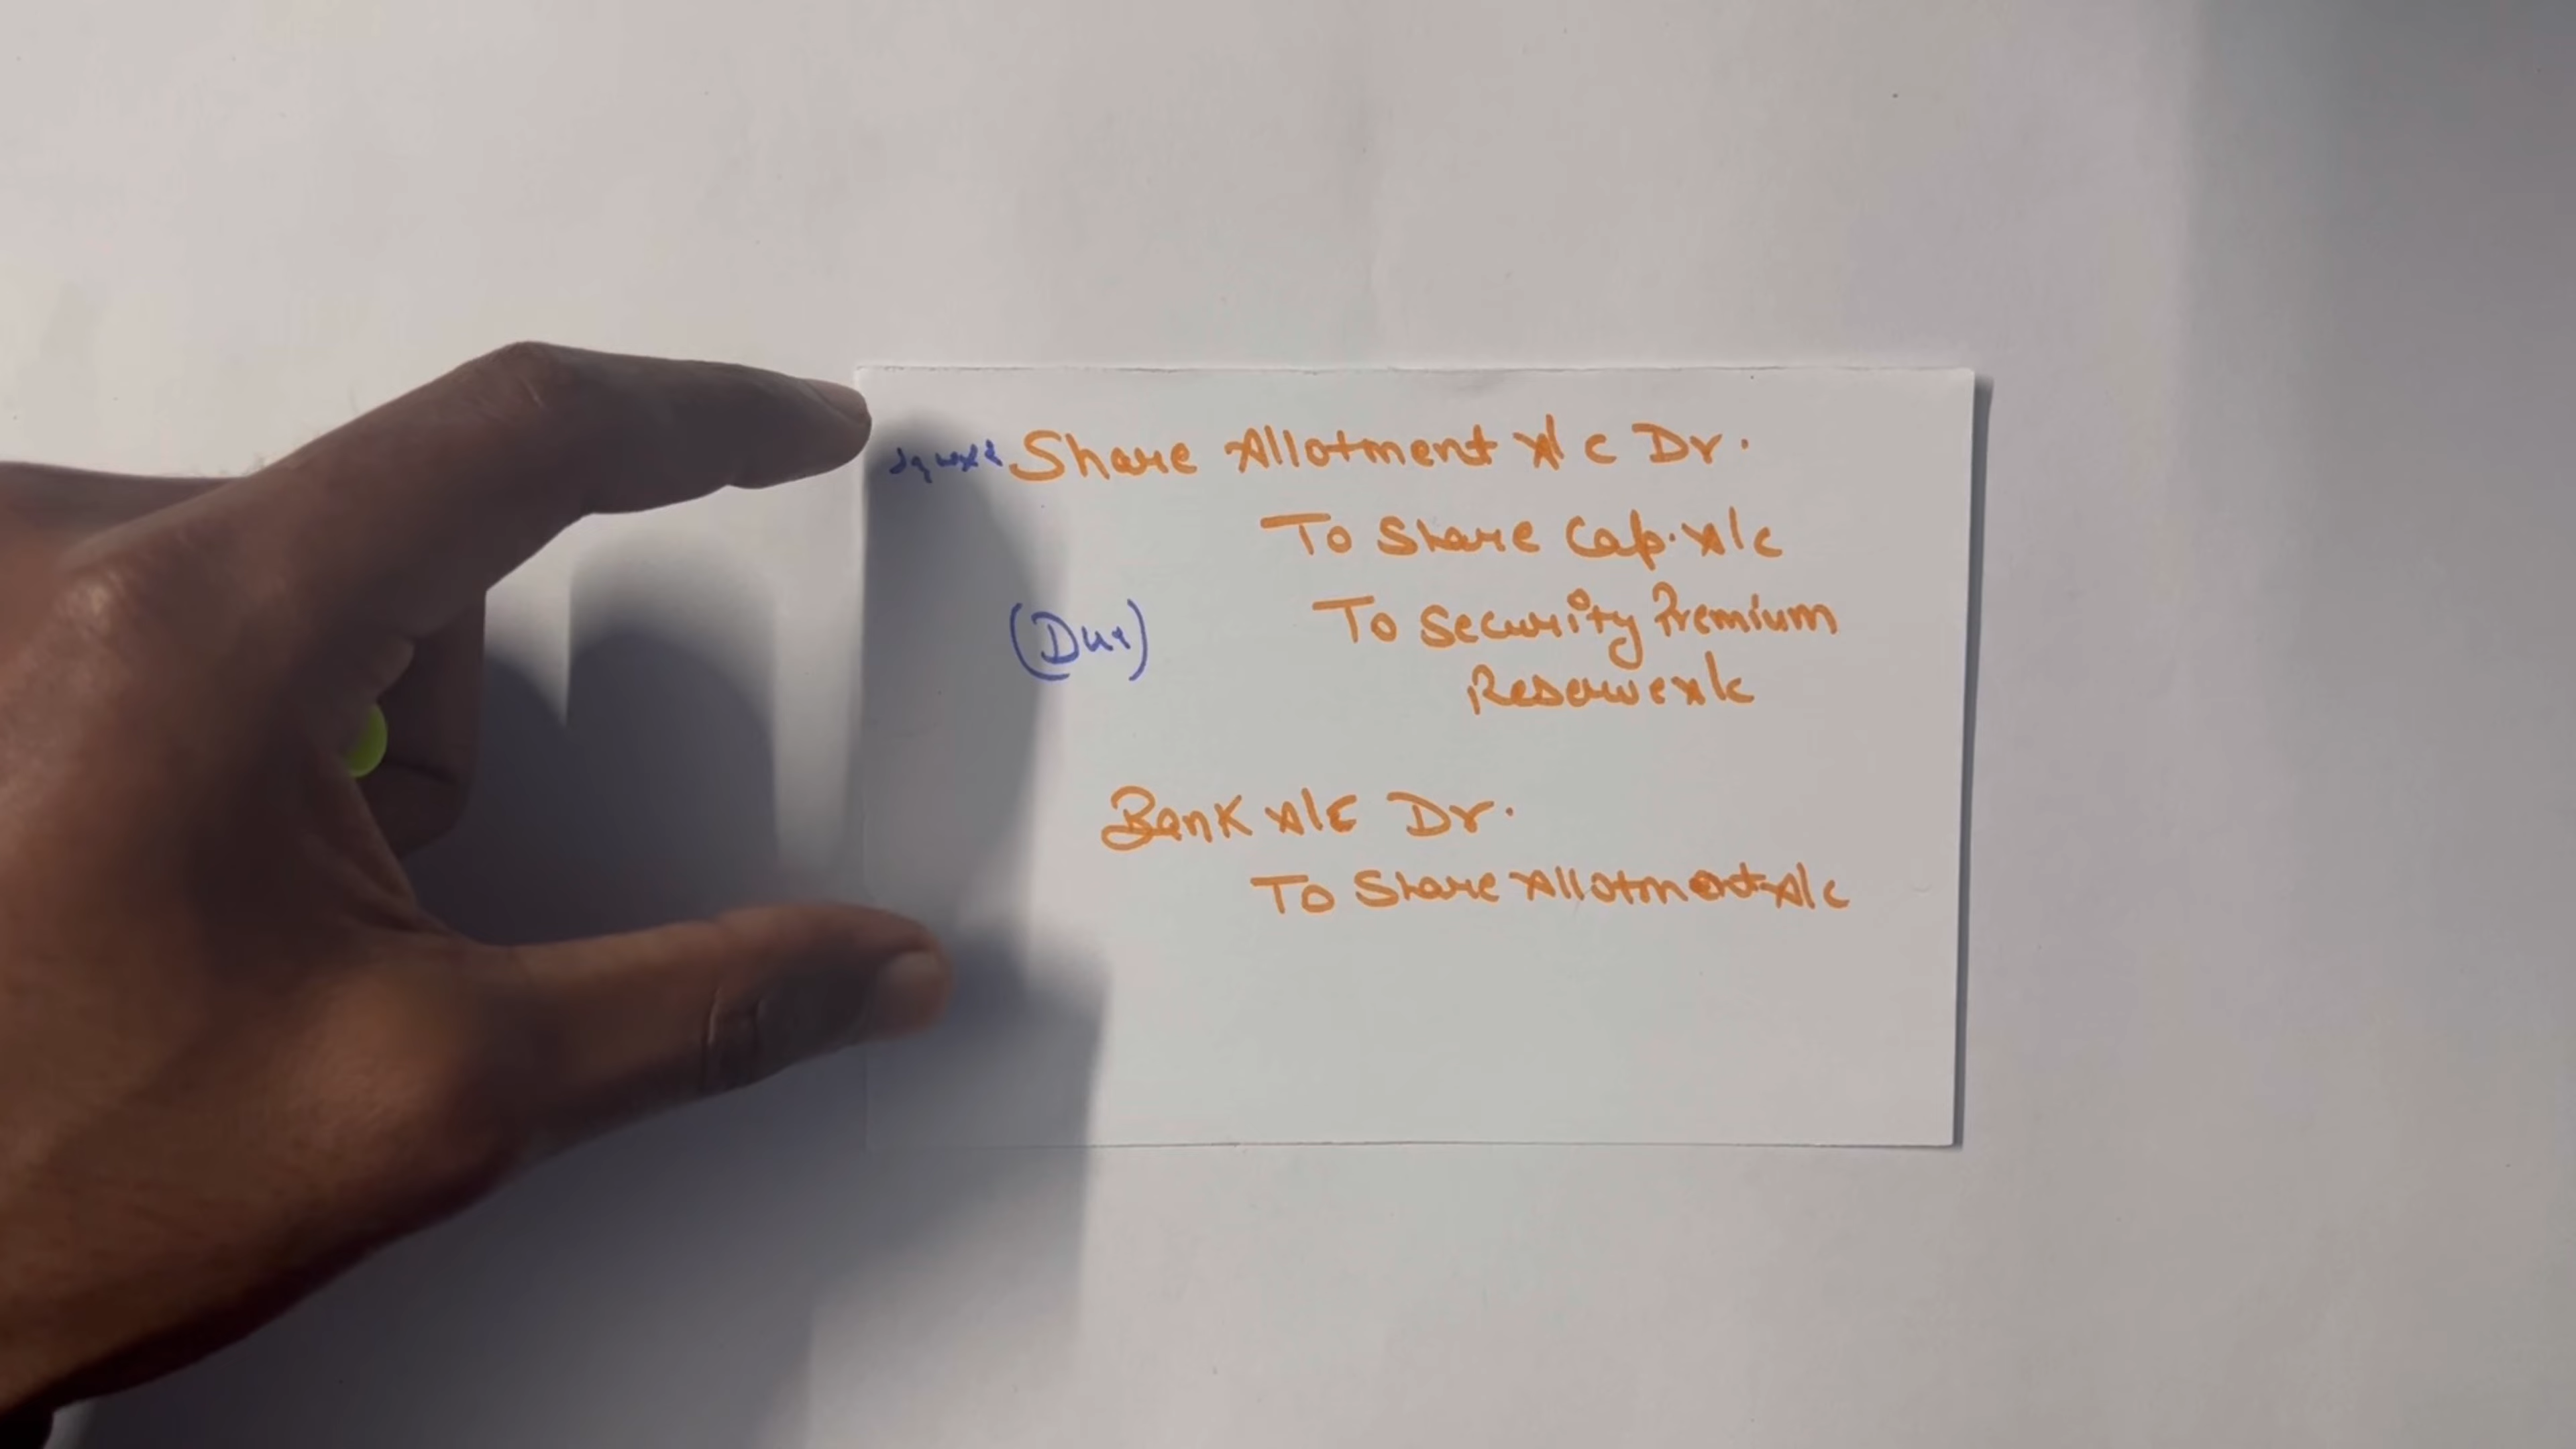 Share Allotment A/c Dr.
To Share Cap. A/c
(Due)
To Security Premium
Reserve A/c
Bank A/c Dr.
To Share Allotment A/c